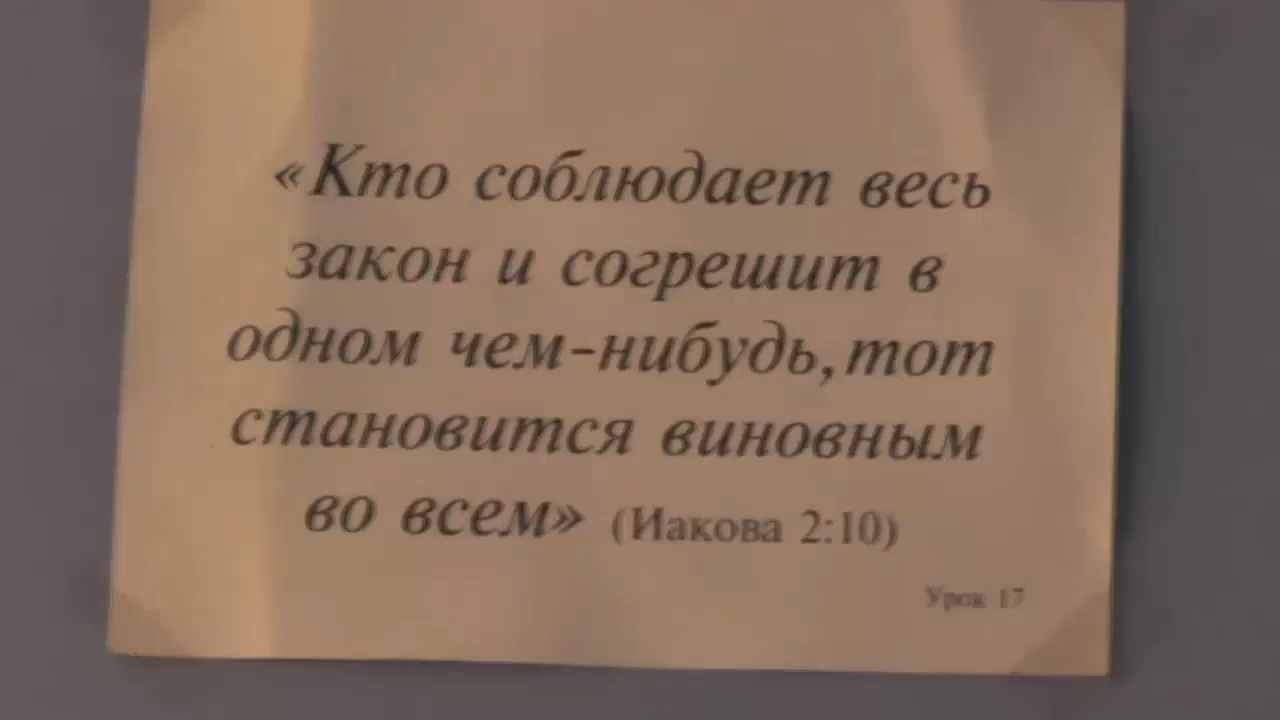 «Кто соблюдает весь
закон и согрешит в
одном чем-нибудь, тот
становится виновным
во всем» (Иакова 2:10)
Урок 17